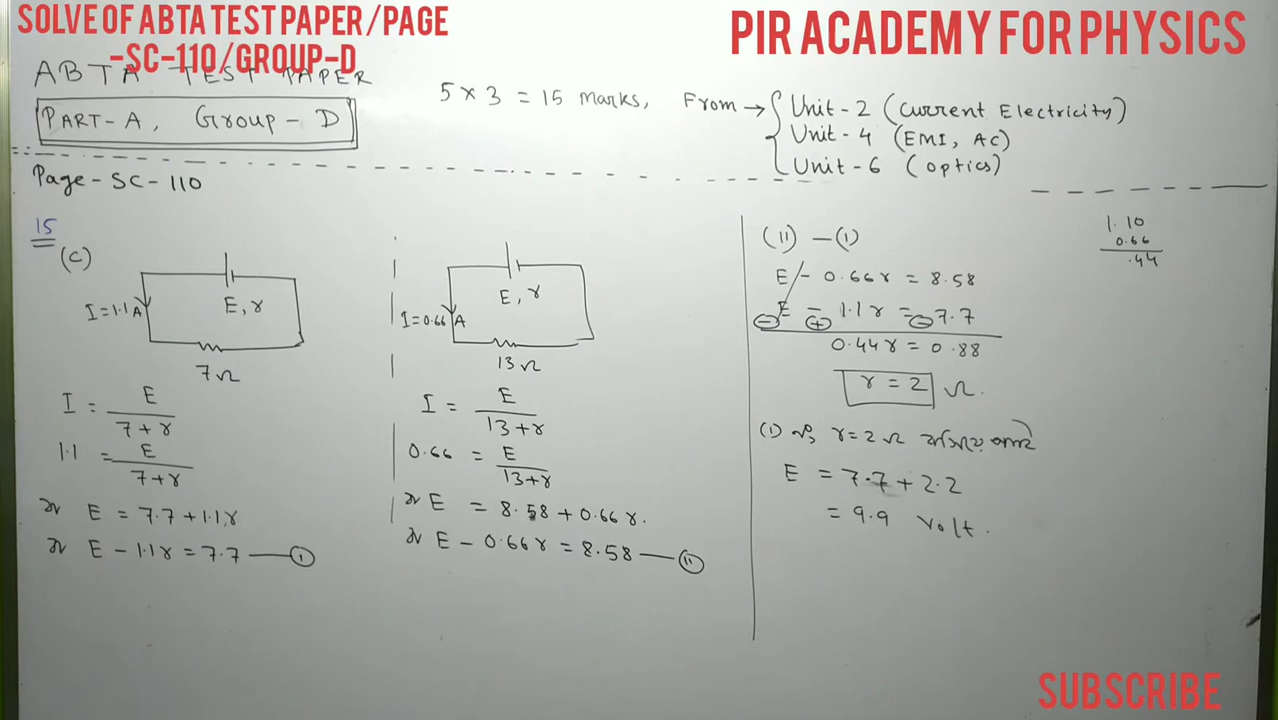 SOLVE OF ABTA TEST PAPER/PAGE
-SC-110/GROUP-D
PIR ACADEMY FOR PHYSICS
ABTA TEST PAPER
PART-A, Group-D
5 × 3 = 15 marks, From → { Unit-2 (Current Electricity)
Unit-4 (EMI, AC)
Unit-6 (optics)
Page-SC-110
15
(c)
I=1.1A
E, r
7Ω
I = E / 7+r
1.1 = E / 7+r
বা E = 7.7+1.1r
বা E - 1.1r = 7.7 —— (i)
E, r
I=0.66A
13Ω
I = E / 13+r
0.66 = E / 13+r
বা E = 8.58 + 0.66r.
বা E - 0.66r = 8.58 —— (ii)
(ii) - (i)
E - 0.66r = 8.58
E - 1.1r = 7.7
- + -
0.44r = 0.88
r = 2 Ω.
(i) এ r=2Ω
E = 7.7 + 2.2
= 9.9 volt.
1.10
0.66
.44
SUBSCRIBE